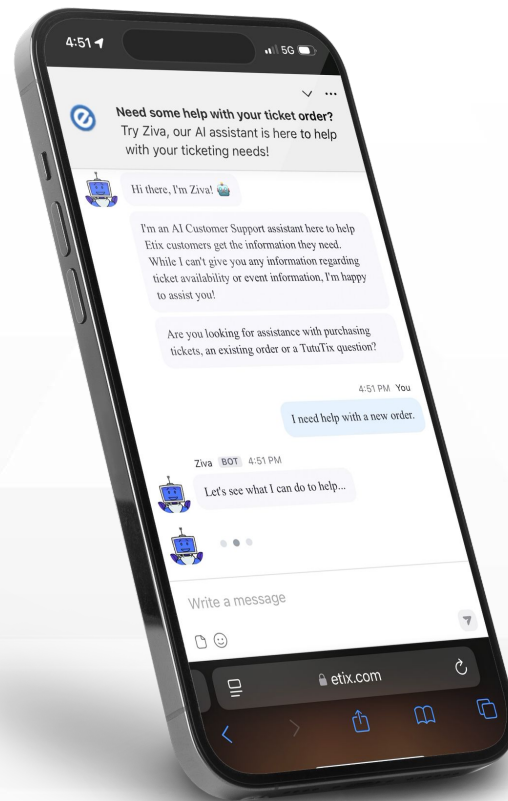 4:51
5G
Need some help with your ticket order?
Try Ziva, our AI assistant is here to help
with your ticketing needs!
Hi there, I'm Ziva!
I'm an AI Customer Support assistant here to help
Etix customers get the information they need.
While I can't give you any information regarding
ticket availability or event information, I'm happy
to assist you!
Are you looking for assistance with purchasing
tickets, an existing order or a TutuTix question?
4:51 PM You
I need help with a new order.
Ziva BOT 4:51 PM
Let's see what I can do to help...
Write a message
etix.com